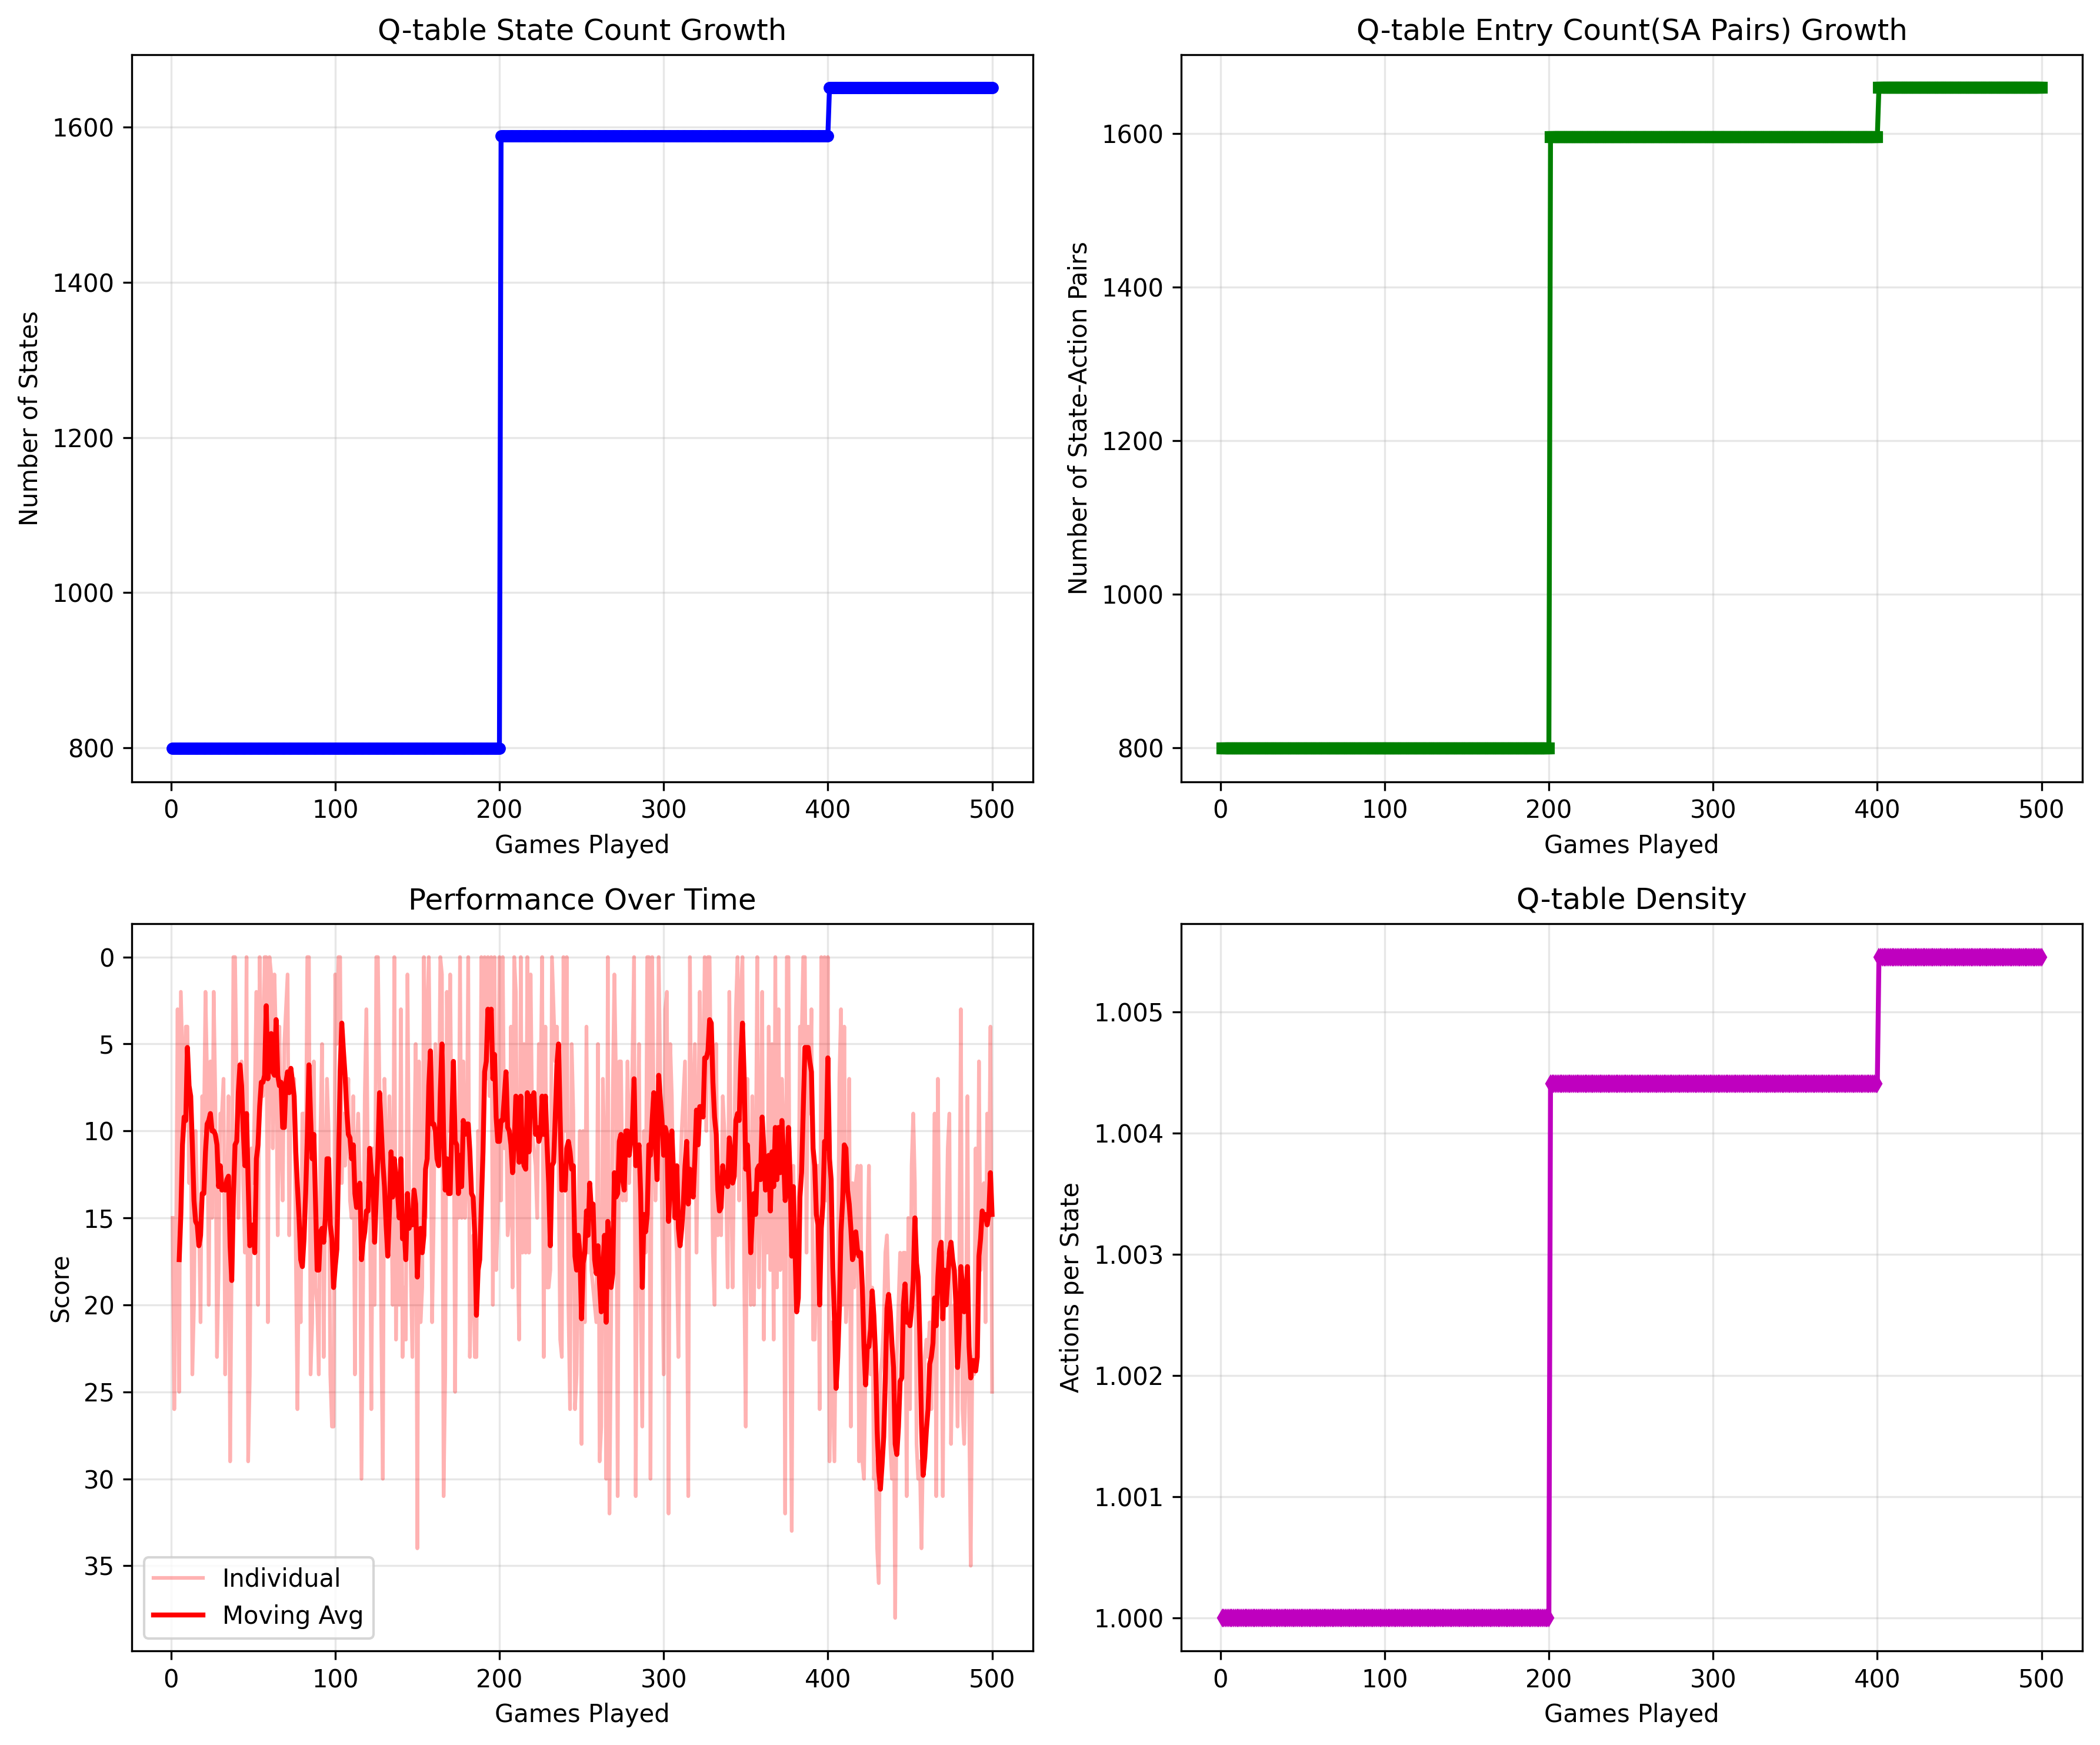 Q-table State Count Growth
Number of States
1600
1400
1200
1000
800
0 100 200 300 400 500
Games Played
Q-table Entry Count(SA Pairs) Growth
Number of State-Action Pairs
1600
1400
1200
1000
800
0 100 200 300 400 500
Games Played
Performance Over Time
Score
0
5
10
15
20
25
30
35
Individual
Moving Avg
0 100 200 300 400 500
Games Played
Q-table Density
Actions per State
1.005
1.004
1.003
1.002
1.001
1.000
0 100 200 300 400 500
Games Played